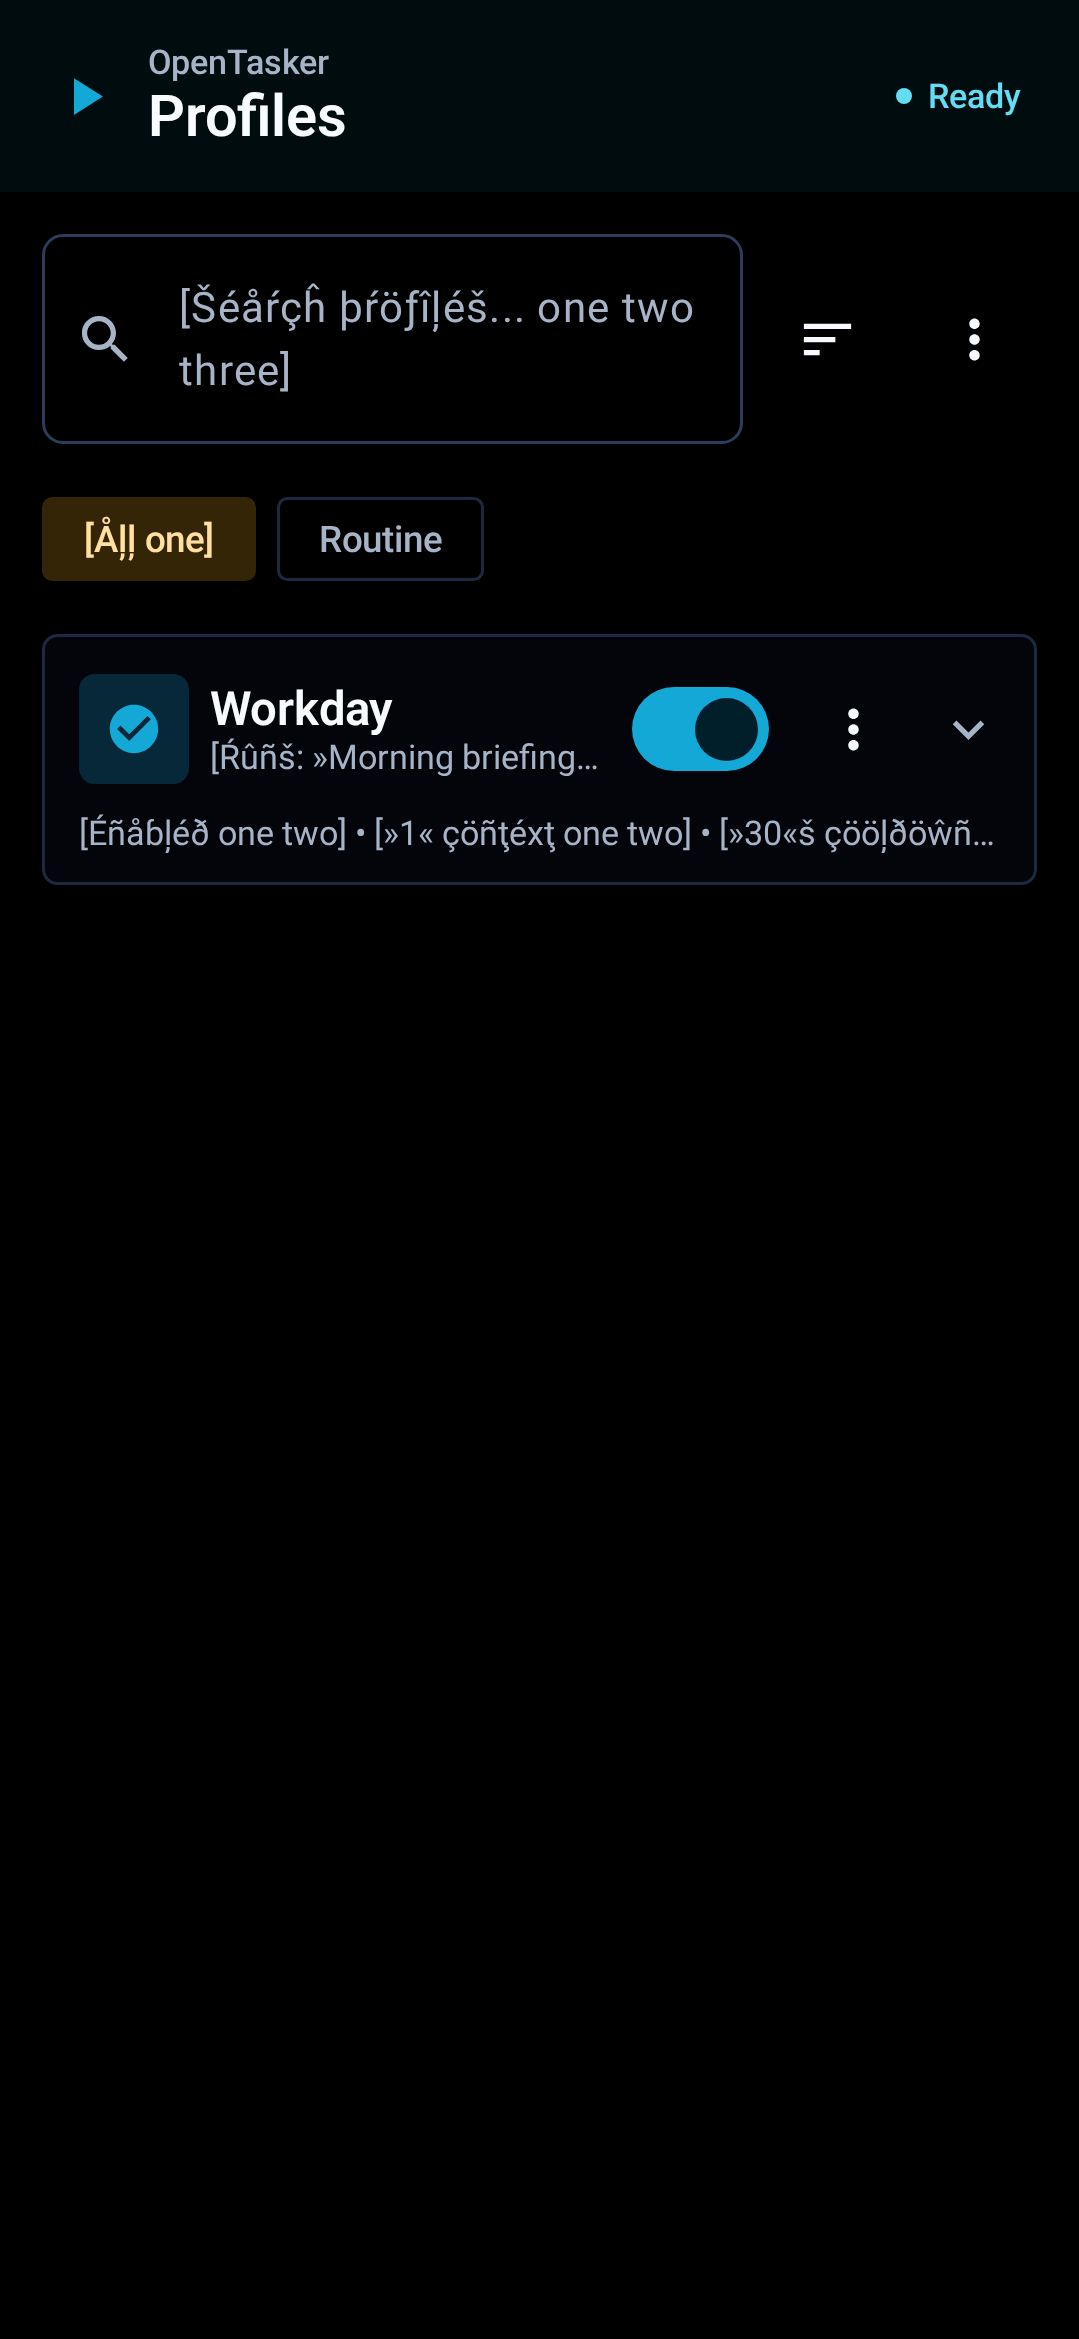 OpenTasker
Profiles
Ready
[Šéåŕçĥ þŕöƒîļéš... one two
three]
[Åļļ one]
Routine
Workday
[Ŕûñš: »Morning briefing…
[Éñåƀļéð one two] • [»1« çöñţéxţ one two] • [»30«š çööļðöŵñ…